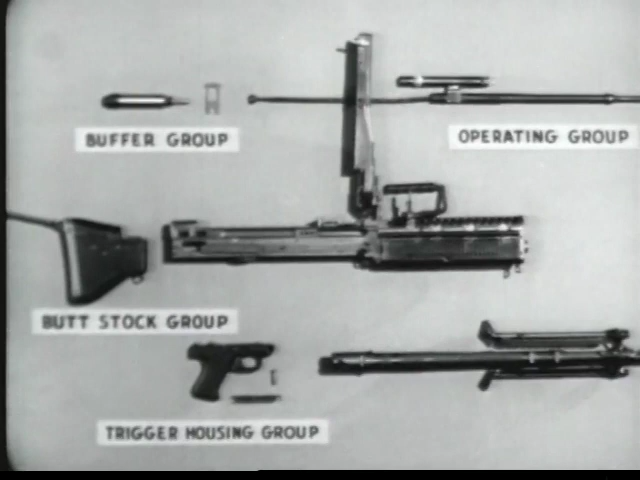 BUFFER GROUP
OPERATING GROUP
BUTT STOCK GROUP
TRIGGER HOUSING GROUP